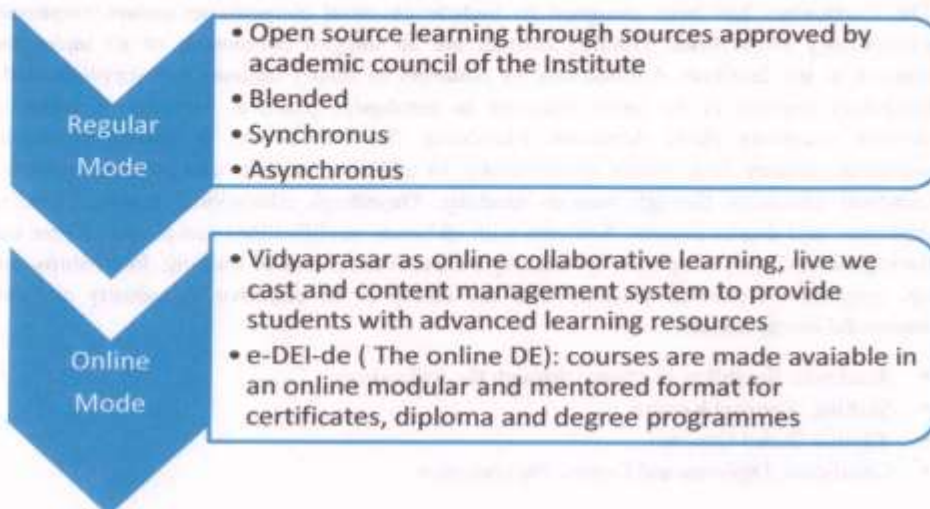 Regular
Mode
• Open source learning through sources approved by
academic council of the Institute
• Blended
• Synchronus
• Asynchronus
Online
Mode
• Vidyaprasar as online collaborative learning, live we
cast and content management system to provide
students with advanced learning resources
• e-DEI-de ( The online DE): courses are made avaiable in
an online modular and mentored format for
certificates, diploma and degree programmes